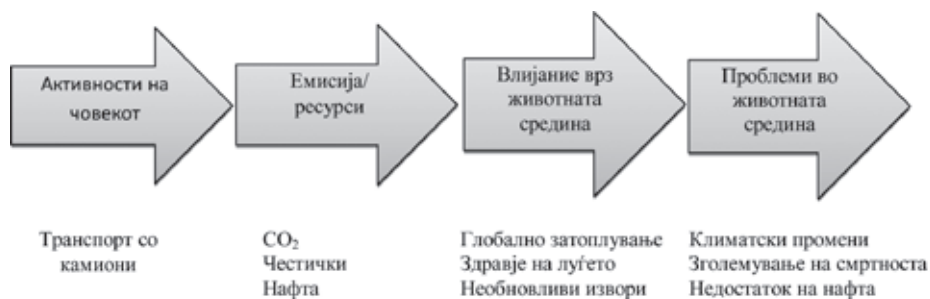 Активности на
човекот
Емисија/
ресурси
Влијание врз
животната
средина
Проблеми во
животната
средина
Транспорт со
камиони
CO₂
Честички
Нафта
Глобално затоплување
Здравје на луѓето
Необновливи извори
Климатски промени
Зголемување на смртноста
Недостаток на нафта